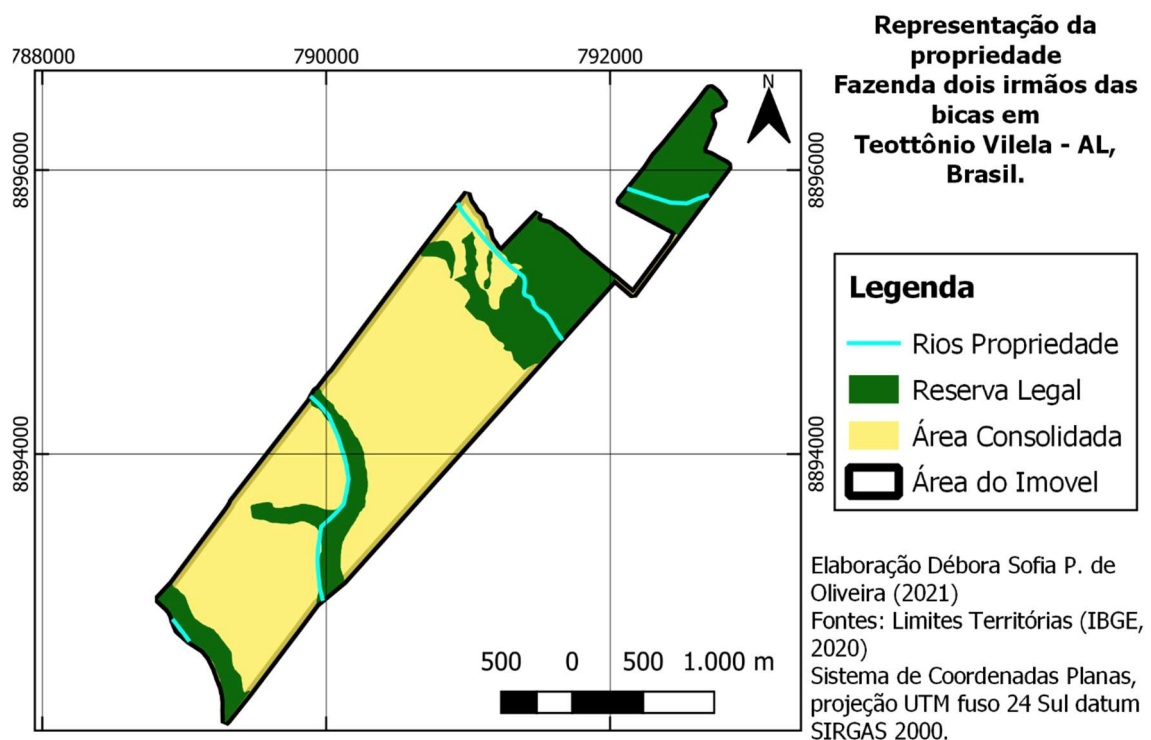 Representação da
propriedade
Fazenda dois irmãos das
bicas em
Teottônio Vilela - AL,
Brasil.
788000
790000
792000
N
8896000
8896000
8894000
8894000
Legenda
Rios Propriedade
Reserva Legal
Área Consolidada
Área do Imovel
500 0 500 1.000 m
Elaboração Débora Sofia P. de
Oliveira (2021)
Fontes: Limites Territórias (IBGE,
2020)
Sistema de Coordenadas Planas,
projeção UTM fuso 24 Sul datum
SIRGAS 2000.